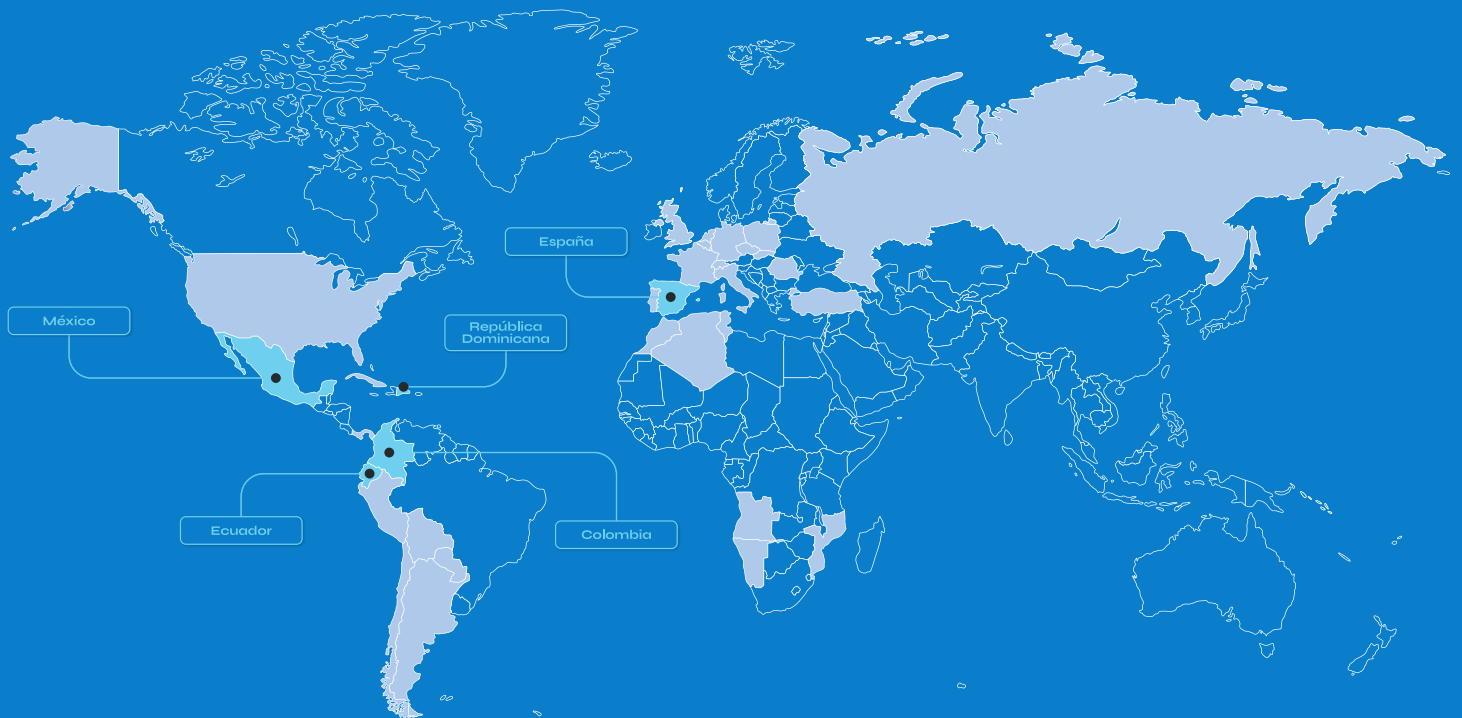 España
México
República
Dominicana
Ecuador
Colombia